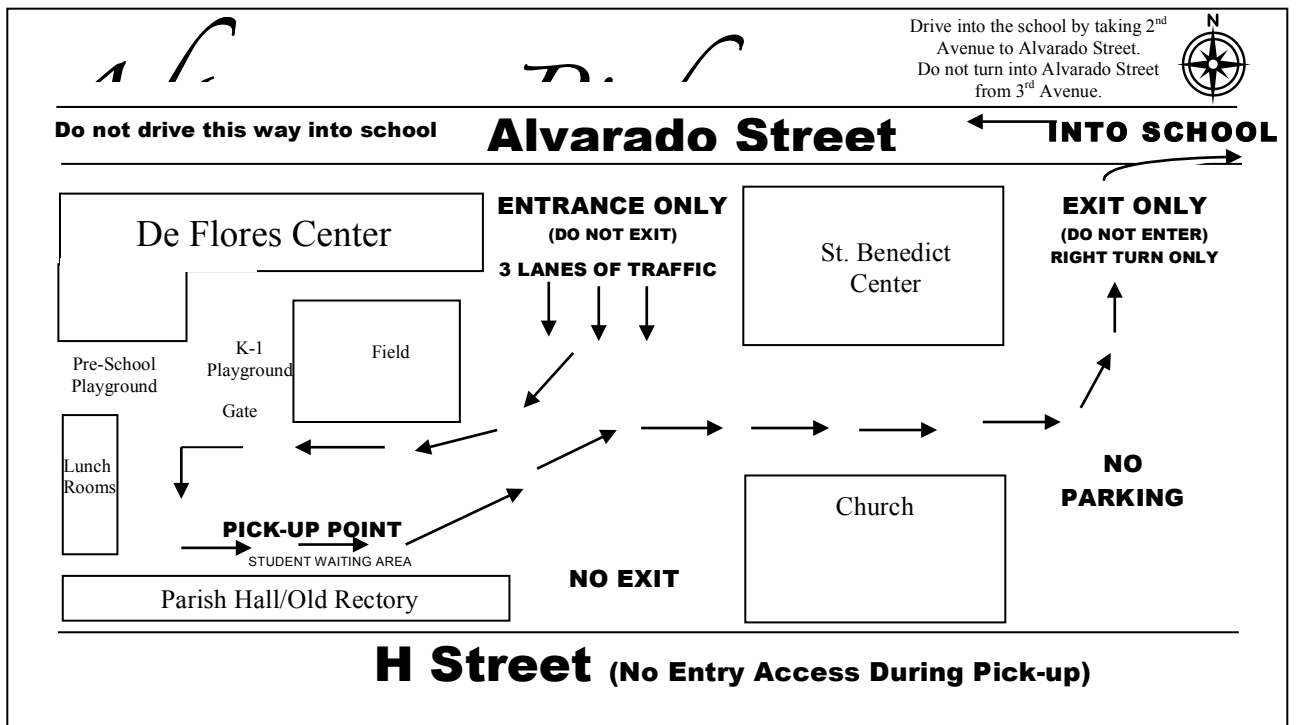 Drive into the school by taking 2nd
Avenue to Alvarado Street.
Do not turn into Alvarado Street
from 3rd Avenue.
N
Do not drive this way into school
Alvarado Street
INTO SCHOOL
De Flores Center
ENTRANCE ONLY
(DO NOT EXIT)
3 LANES OF TRAFFIC
St. Benedict
Center
EXIT ONLY
(DO NOT ENTER)
RIGHT TURN ONLY
Pre-School
Playground
K-1
Playground
Gate
Field
Lunch
Rooms
PICK-UP POINT
STUDENT WAITING AREA
Parish Hall/Old Rectory
NO EXIT
Church
NO
PARKING
H Street (No Entry Access During Pick-up)